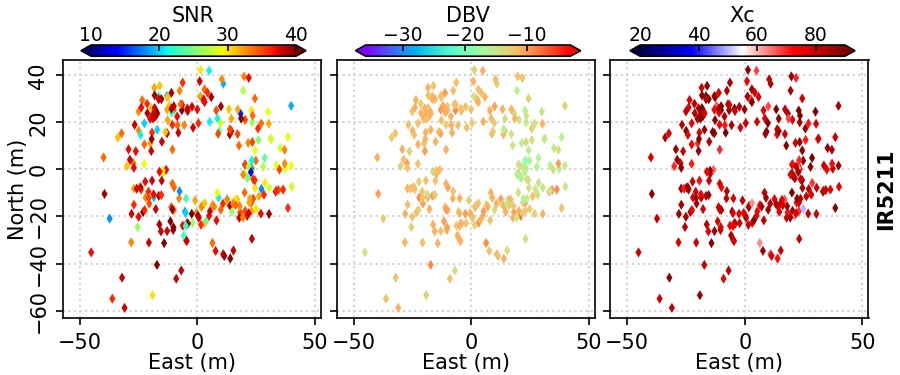 SNR DBV Xc
10 20 30 40 −30 −20 −10 20 40 60 80
North (m)
40
20
0
−20
−40
−60
−50 0 50 −50 0 50 −50 0 50
East (m) East (m) East (m)
IR5211